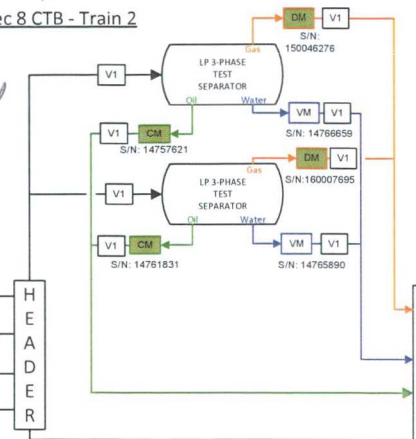 ec 8 CTB - Train 2
DM
V1
S/N:
150046276
Gas
V1
LP 3-PHASE
TEST
SEPARATOR
Oil
Water
VM
V1
S/N: 14766659
V1
CM
S/N: 14757621
DM
V1
S/N:160007695
Gas
V1
LP 3-PHASE
TEST
SEPARATOR
Oil
Water
V1
CM
S/N: 14761831
VM
V1
S/N: 14765890
H
E
A
D
E
R